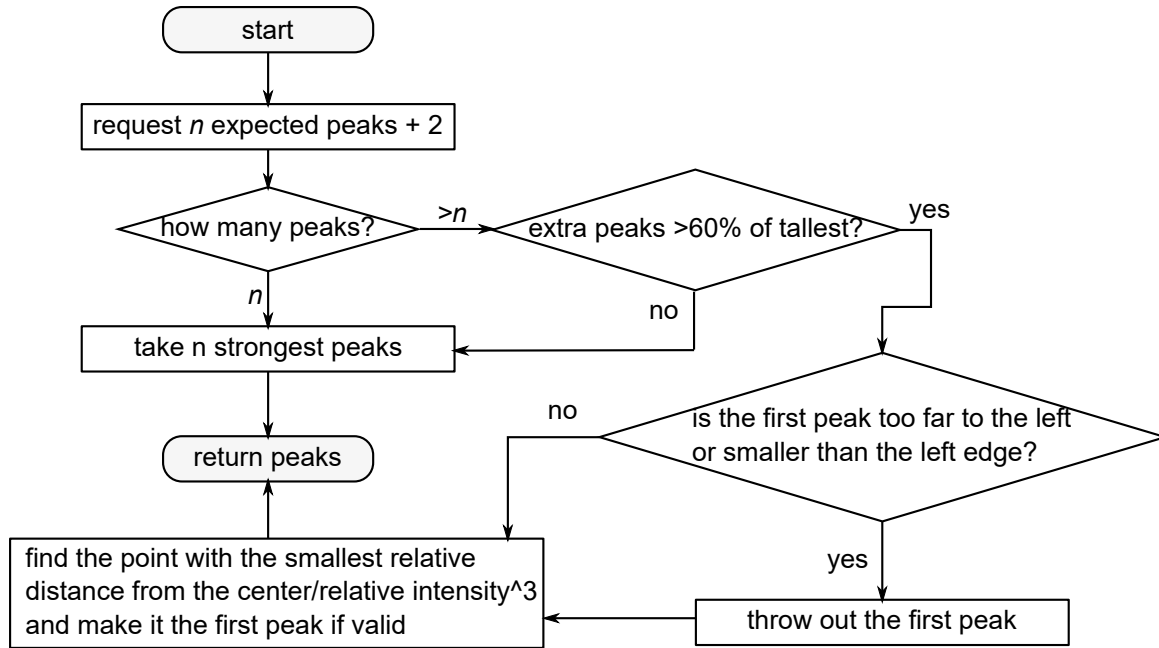 start
request n expected peaks + 2
how many peaks?
>n
extra peaks >60% of tallest?
yes
n
no
take n strongest peaks
no
is the first peak too far to the left
or smaller than the left edge?
return peaks
yes
find the point with the smallest relative
distance from the center/relative intensity^3
and make it the first peak if valid
throw out the first peak